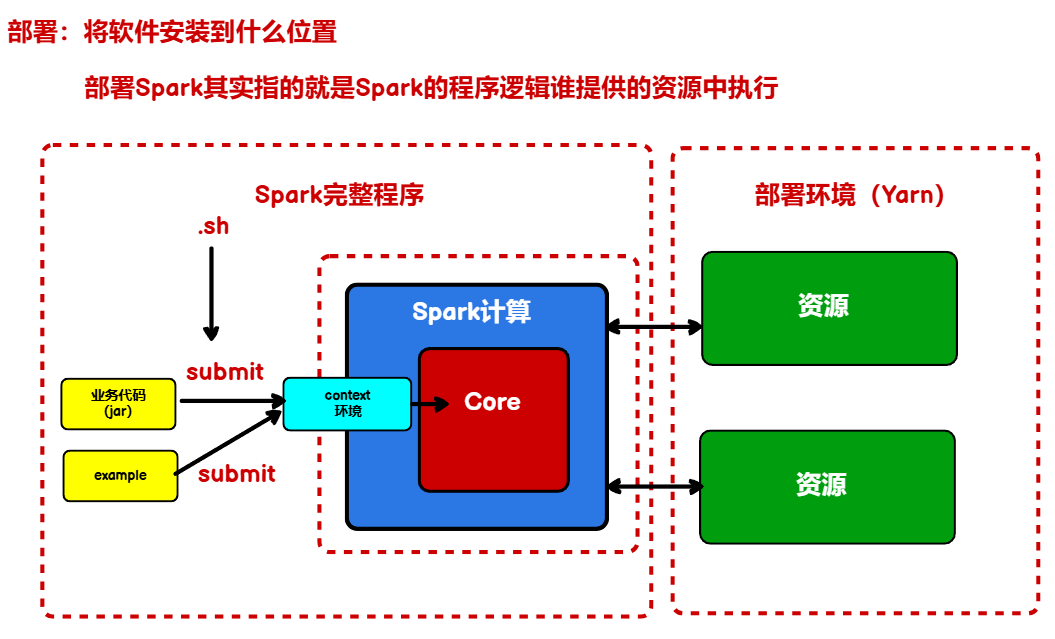 部署：将软件安装到什么位置
部署Spark其实指的就是Spark的程序逻辑谁提供的资源中执行
Spark完整程序
部署环境（Yarn）
.sh
Spark计算
资源
submit
业务代码
(jar)
context
环境
Core
example
submit
资源